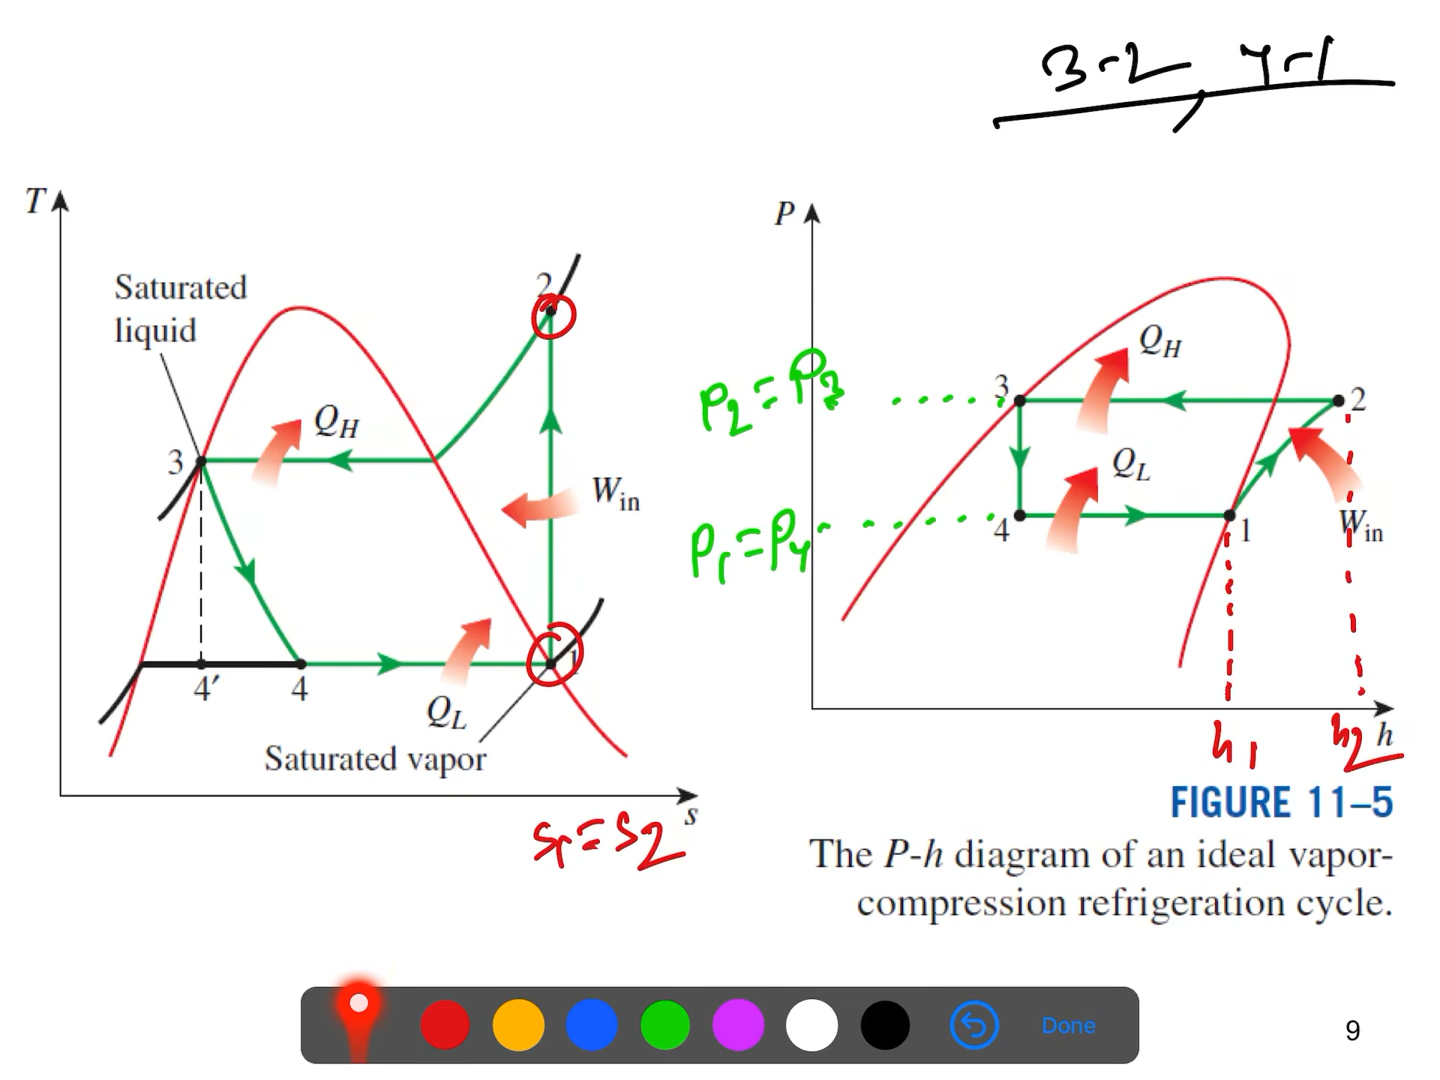 3-2, 4-1
T
Saturated
liquid
2
3
Q_H
W_in
4′
4
1
Q_L
Saturated vapor
s
s1 = s2
P
P2 = P3
3
Q_H
2
Q_L
P1 = P4
4
1
W_in
h1
h2
h
FIGURE 11–5
The P-h diagram of an ideal vapor-
compression refrigeration cycle.
Done
9